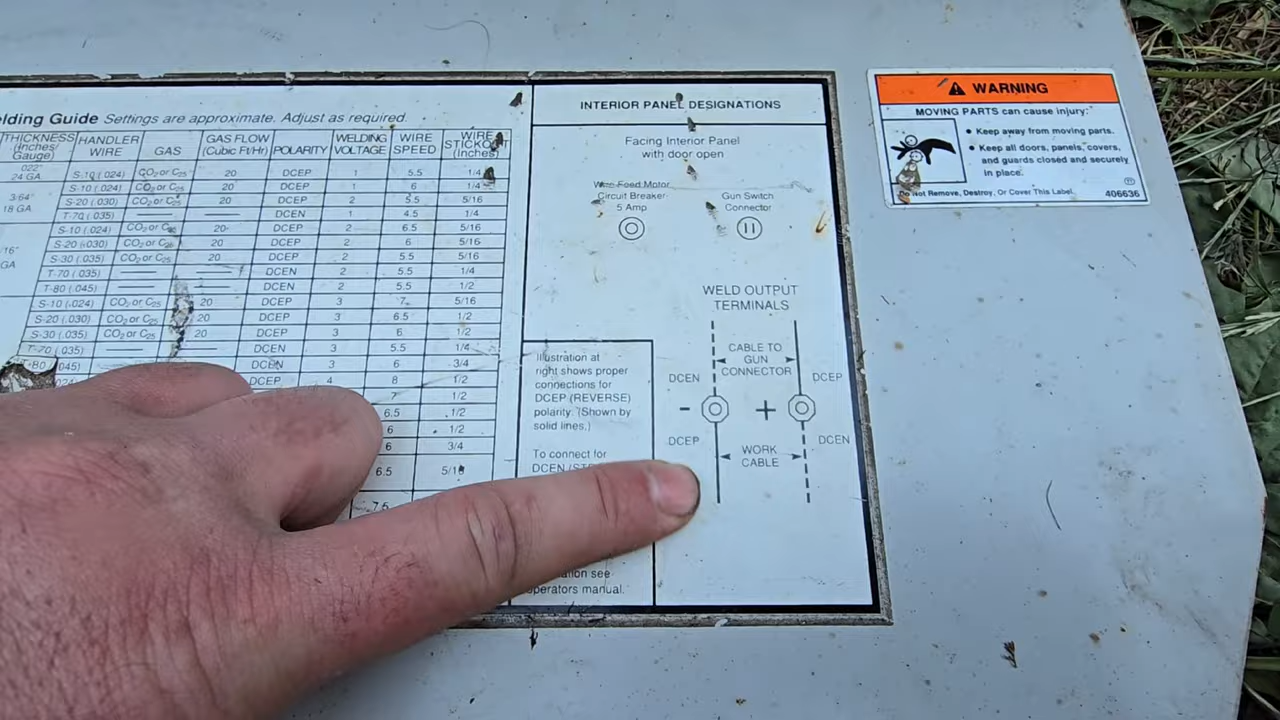 elding Guide Settings are approximate. Adjust as required.
THICKNESS (Inches/ Gauge) HANDLER WIRE GAS GAS FLOW (Cubic Ft/Hr) POLARITY WELDING VOLTAGE WIRE SPEED WIRE STICKOUT (Inches)
.022" 24 GA. S-10 (.024) CO2 or C25 20 DCEP 1 5.5 1/4
3/64" 18 GA. S-10 (.024) CO2 or C25 20 DCEP 1 6 1/4
S-20 (.030) CO2 or C25 20 DCEP 2 5.5 5/16
T-70 (.035) DCEN 1 4.5 1/4
S-10 (.024) CO2 or C25 20 DCEP 2 6.5 5/16
S-20 (.030) CO2 or C25 20 DCEP 2 6 5/16
S-30 (.035) CO2 or C25 20 DCEP 2 5.5 5/16
T-70 (.035) DCEN 2 5.5 1/4
T-80 (.045) DCEN 2 5.5 1/2
S-10 (.024) CO2 or C25 20 DCEP 3 7 5/16
S-20 (.030) CO2 or C25 20 DCEP 3 6.5 1/2
S-30 (.035) CO2 or C25 20 DCEP 3 6 1/2
T-70 (.035) DCEN 3 5.5 1/4
DCEN 3 6 3/4
DCEP 4 8 1/2
7 1/2
6.5 1/2
6 1/2
6 3/4
6.5 5/16
7.5
INTERIOR PANEL DESIGNATIONS
Facing Interior Panel
with door open
Wire Feed Motor
Circuit Breaker
5 Amp
Gun Switch
Connector
WELD OUTPUT
TERMINALS
CABLE TO
GUN
CONNECTOR
DCEN DCEP
- +
DCEP DCEN
WORK
CABLE
Illustration at
right shows proper
connections for
DCEP (REVERSE)
polarity. (Shown by
solid lines.)
To connect for
DCEN
see
operators manual.
WARNING
MOVING PARTS can cause injury.
• Keep away from moving parts.
• Keep all doors, panels, covers,
and guards closed and securely
in place.
Do Not Remove, Destroy, Or Cover This Label. 406636